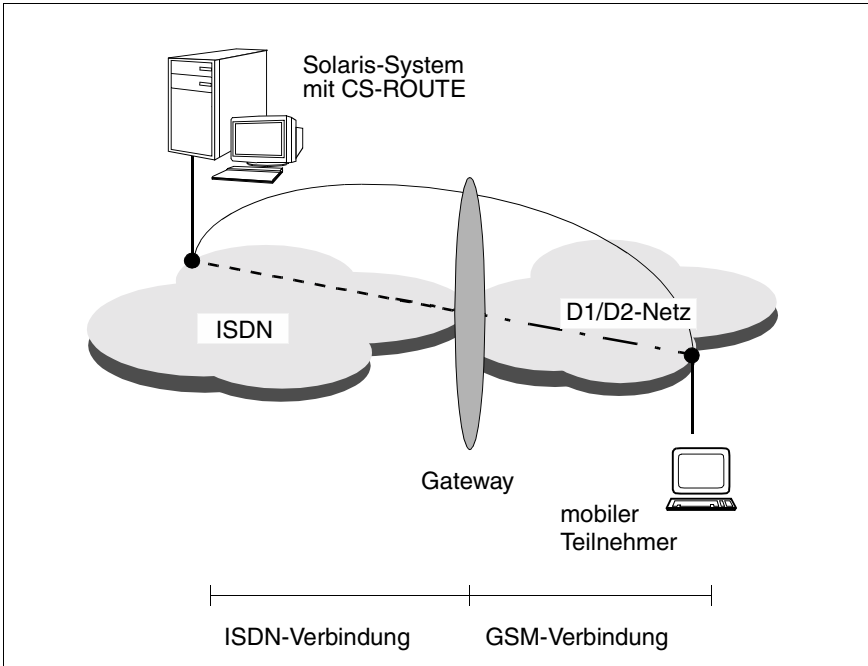 Solaris-System
mit CS-ROUTE
D1/D2-Netz
ISDN
Gateway
mobiler
Teilnehmer
ISDN-Verbindung
GSM-Verbindung